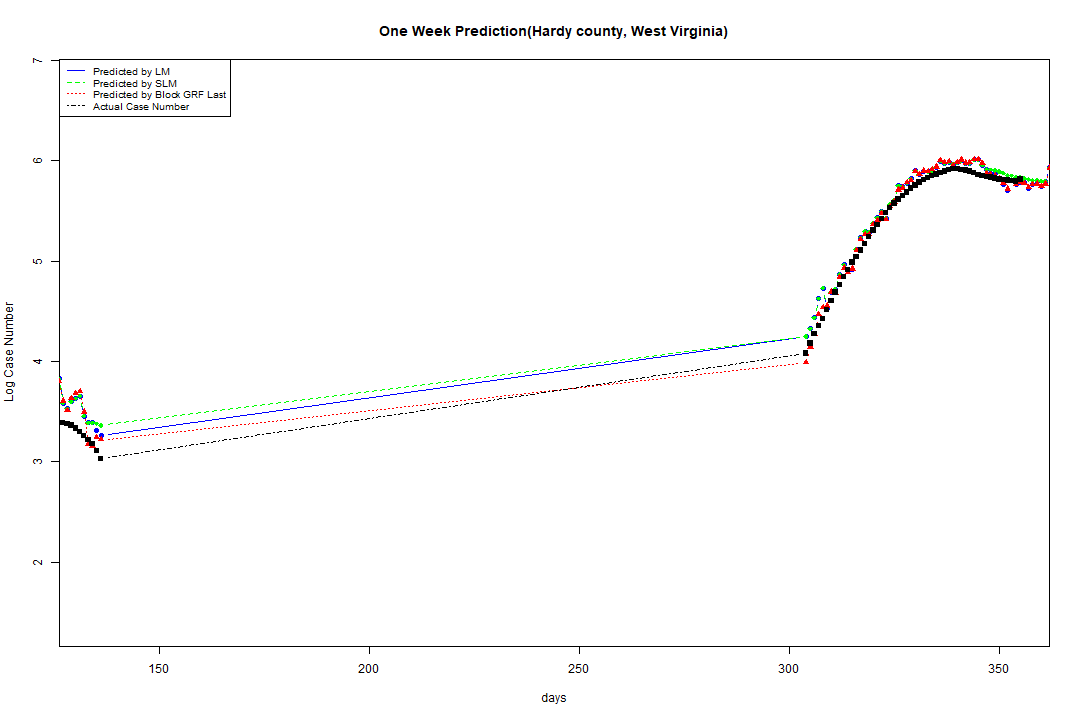 One Week Prediction(Hardy county, West Virginia)
Predicted by LM
Predicted by SLM
Predicted by Block GRF Last
Actual Case Number
7
6
5
4
3
2
Log Case Number
150 200 250 300 350
days